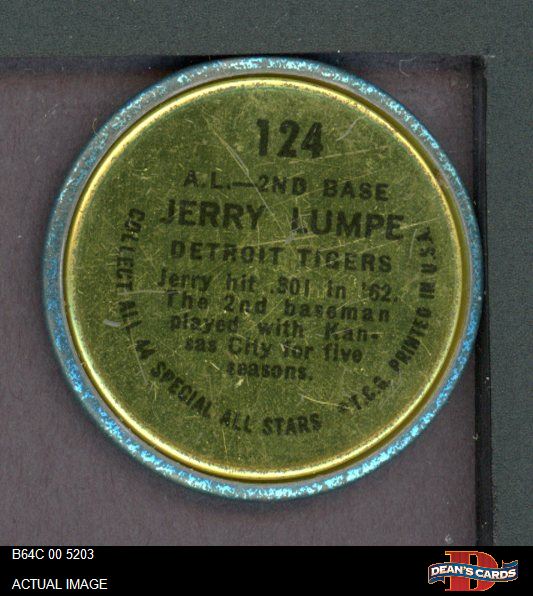 124
A.L.—2ND BASE
JERRY LUMPE
DETROIT TIGERS
Jerry hit .301 in '62.
The 2nd baseman
played with Kan-
sas City for five
seasons.
COLLECT ALL 44 SPECIAL ALL STARS
©T.C.G. PRINTED IN U.S.A.
B64C 00 5203
ACTUAL IMAGE
D
DEAN'S CARDS